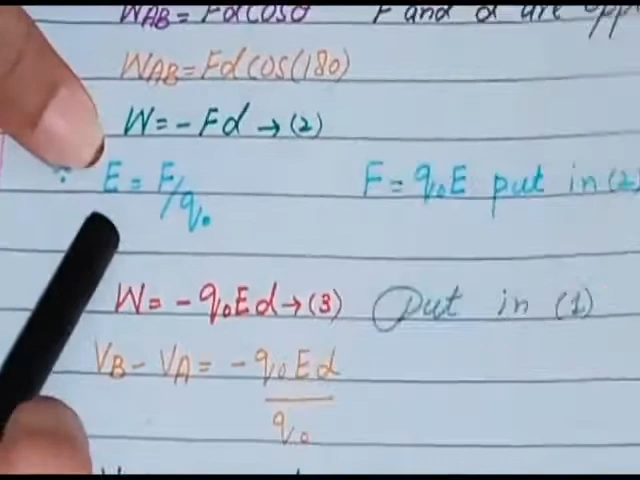 W_AB = Fd cosθ F and d are opp
W_AB = Fd cos(180)
W = -Fd → (2)
∵ E = F/q₀ F = q₀E put in (2)
W = -q₀Ed → (3) Put in (1)
V_B - V_A = -q₀Ed
q₀